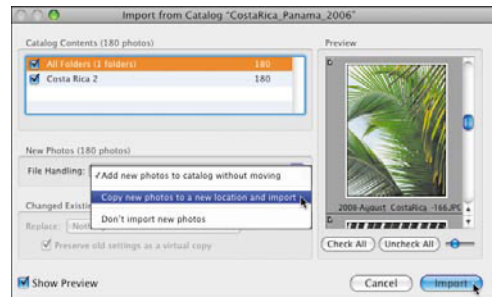 Import from Catalog "CostaRica_Panama_2006"
Catalog Contents (180 photos)
All Folders (1 folders) 180
Costa Rica 2 180
New Photos (180 photos)
File Handling:
✓Add new photos to catalog without moving
Copy new photos to a new location and import
Don't import new photos
Changed Existi
Replace: Noth
Preserve old settings as a virtual copy
Show Preview
Preview
2006-August_CostaRica_-166.JPG
Check All
Uncheck All
Cancel
Import